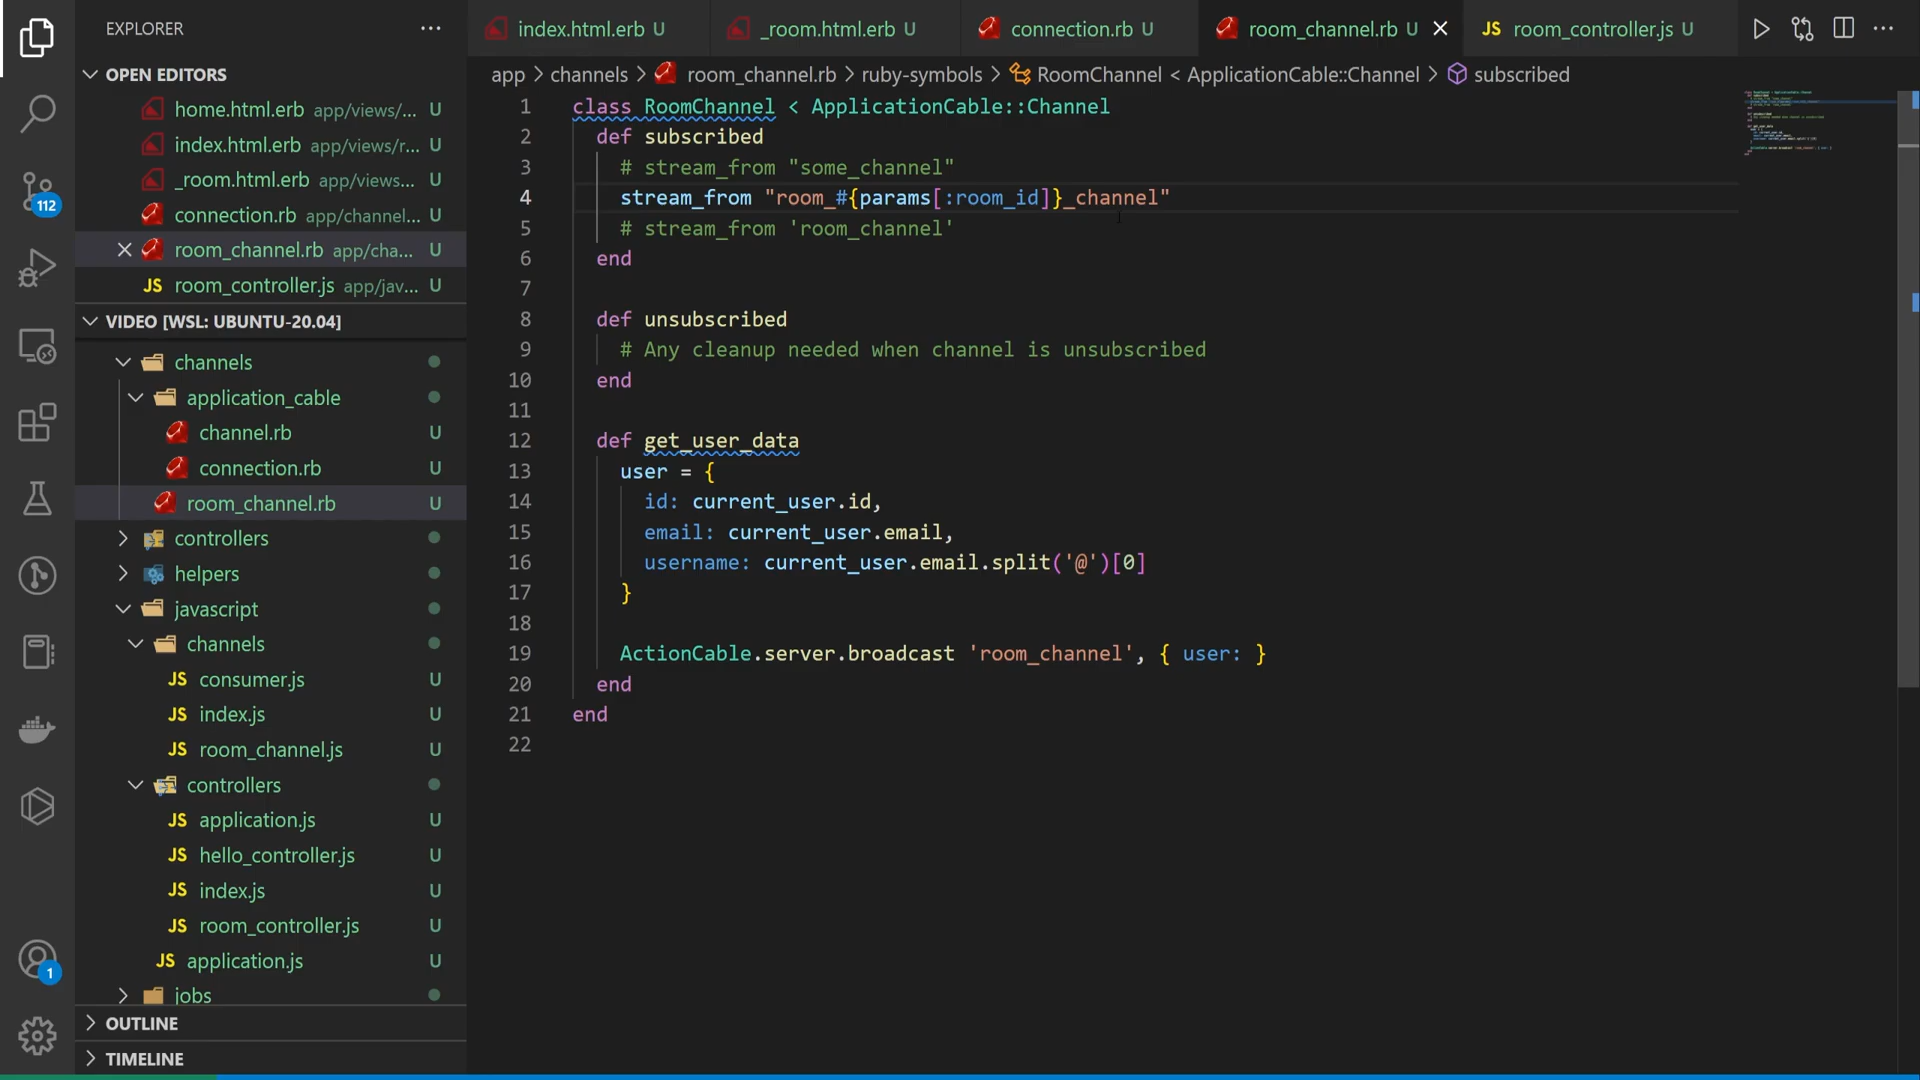 EXPLORER
OPEN EDITORS
home.html.erb app/views/... U
index.html.erb app/views/r... U
_room.html.erb app/views... U
connection.rb app/channel... U
room_channel.rb app/cha... U
JS room_controller.js app/jav... U
VIDEO [WSL: UBUNTU-20.04]
channels
application_cable
channel.rb U
connection.rb U
room_channel.rb U
controllers
helpers
javascript
channels
JS consumer.js U
JS index.js U
JS room_channel.js U
controllers
JS application.js U
JS hello_controller.js U
JS index.js U
JS room_controller.js U
JS application.js U
jobs
OUTLINE
TIMELINE
112
1
index.html.erb U
_room.html.erb U
connection.rb U
room_channel.rb U
JS room_controller.js U
app > channels > room_channel.rb > ruby-symbols > RoomChannel < ApplicationCable::Channel > subscribed
1 class RoomChannel < ApplicationCable::Channel
2 def subscribed
3 # stream_from "some_channel"
4 stream_from "room_#{params[:room_id]}_channel"
5 # stream_from 'room_channel'
6 end
7
8 def unsubscribed
9 # Any cleanup needed when channel is unsubscribed
10 end
11
12 def get_user_data
13 user = {
14 id: current_user.id,
15 email: current_user.email,
16 username: current_user.email.split('@')[0]
17 }
18
19 ActionCable.server.broadcast 'room_channel', { user: }
20 end
21 end
22